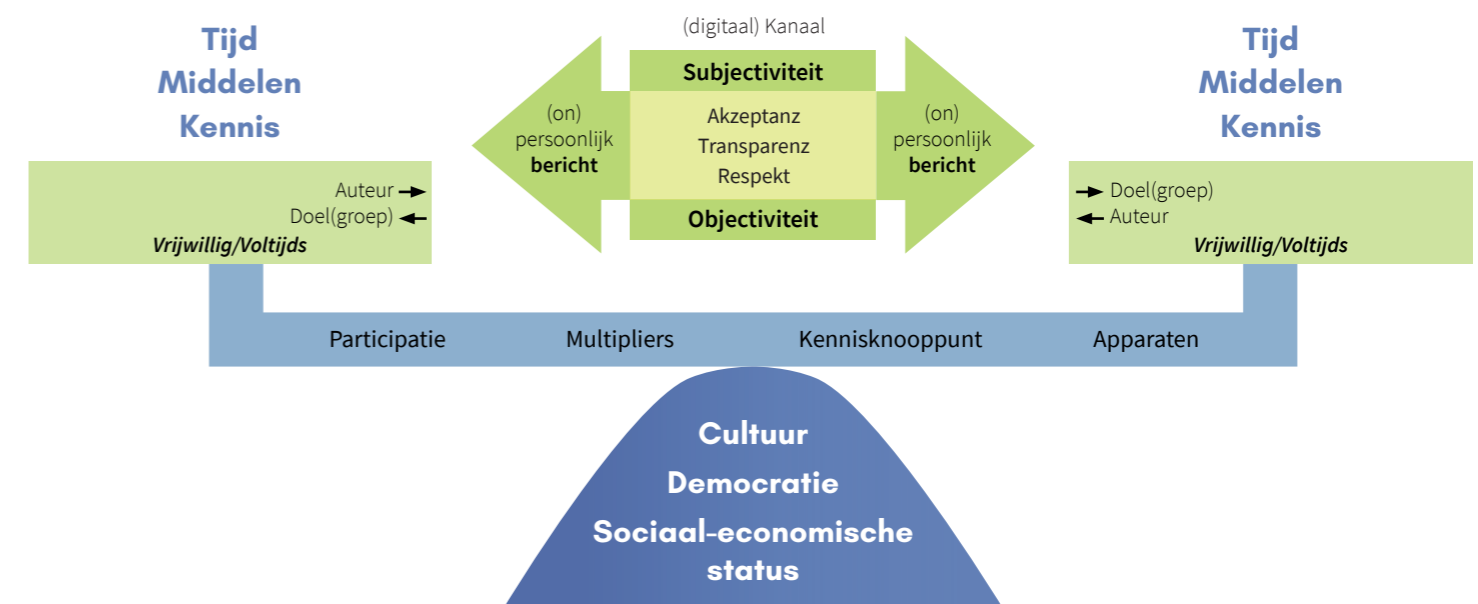 Tijd
Middelen
Kennis
Auteur
Doel(groep)
Vrijwillig/Voltijds
(digitaal) Kanaal
(on)
persoonlijk
bericht
Subjectiviteit
Akzeptanz
Transparenz
Respekt
Objectiviteit
(on)
persoonlijk
bericht
Tijd
Middelen
Kennis
Doel(groep)
Auteur
Vrijwillig/Voltijds
Participatie
Multipliers
Kennisknooppunt
Apparaten
Cultuur
Democratie
Sociaal-economische
status